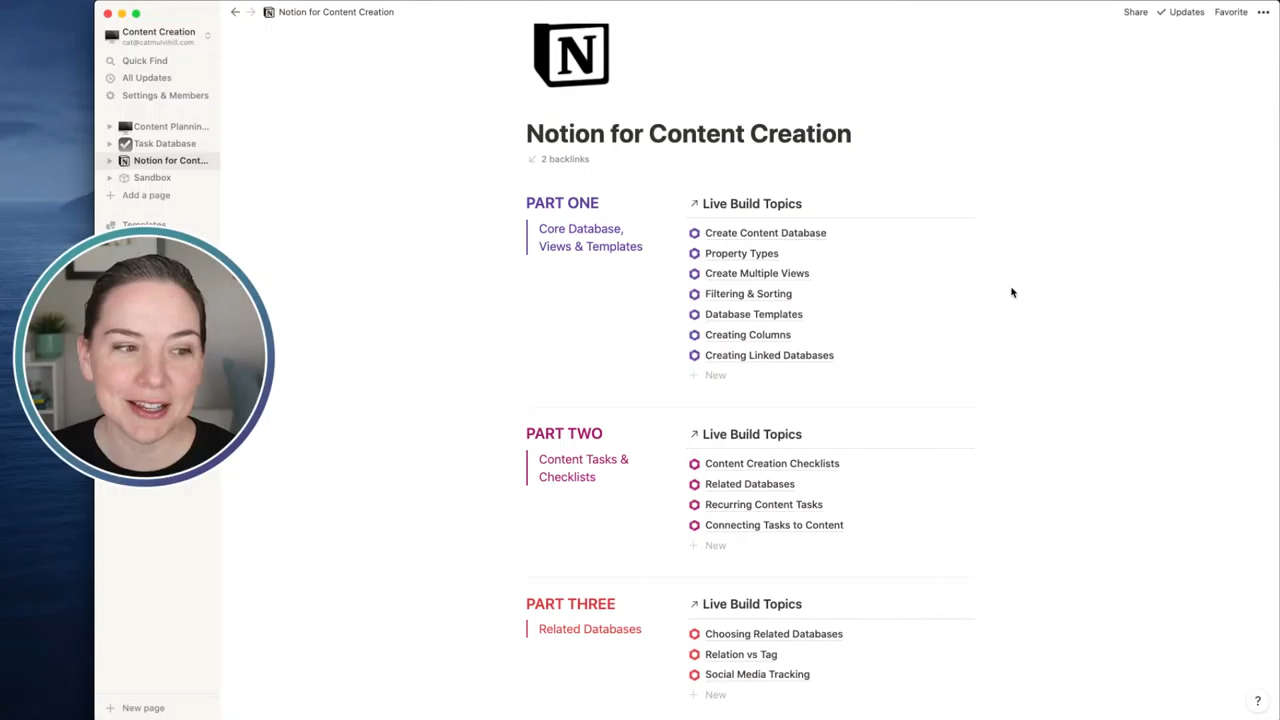 Content Creation
cat@catmulvihill.com
Quick Find
All Updates
Settings & Members
Content Plannin...
Task Database
Notion for Cont...
Sandbox
Add a page
Templates
New page
Notion for Content Creation
Share
Updates
Favorite
N
Notion for Content Creation
2 backlinks
PART ONE
Core Database,
Views & Templates
Live Build Topics
Create Content Database
Property Types
Create Multiple Views
Filtering & Sorting
Database Templates
Creating Columns
Creating Linked Databases
New
PART TWO
Content Tasks &
Checklists
Live Build Topics
Content Creation Checklists
Related Databases
Recurring Content Tasks
Connecting Tasks to Content
New
PART THREE
Related Databases
Live Build Topics
Choosing Related Databases
Relation vs Tag
Social Media Tracking
New
?